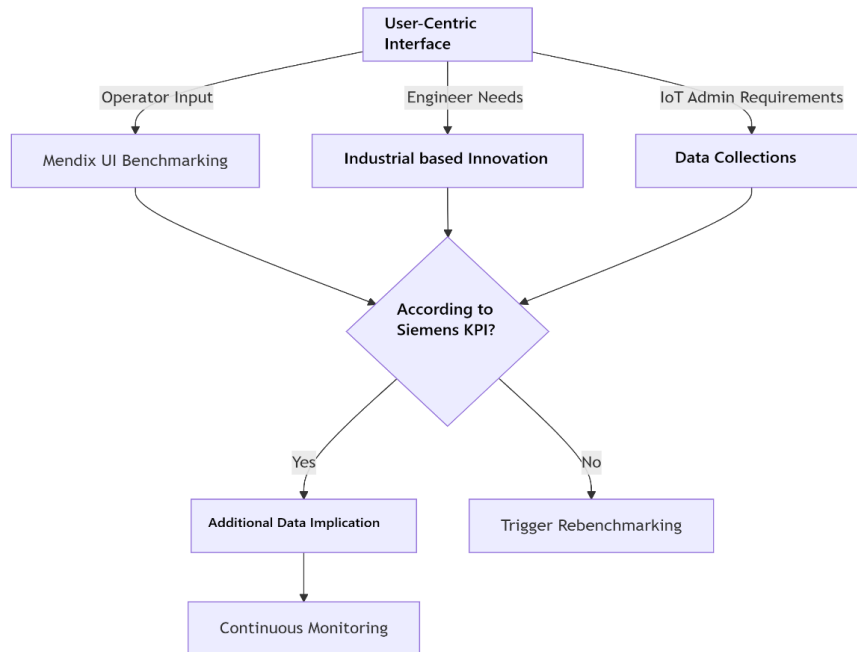 User-Centric
Interface
Operator Input
Engineer Needs
IoT Admin Requirements
Mendix UI Benchmarking
Industrial based Innovation
Data Collections
According to
Siemens KPI?
Yes
No
Additional Data Implication
Trigger Rebenchmarking
Continuous Monitoring